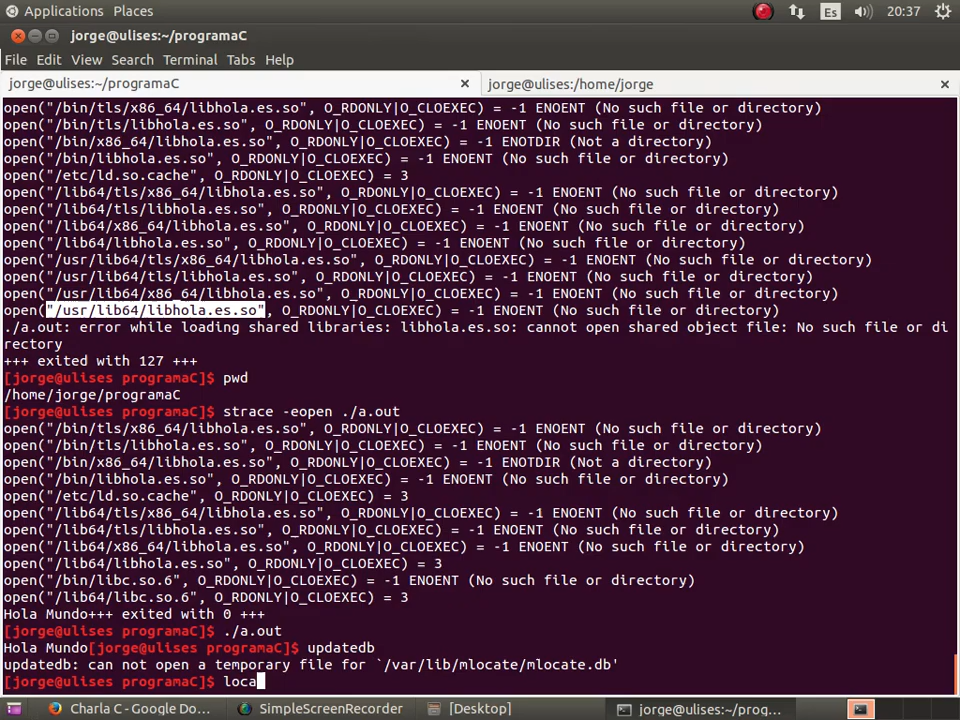 Applications Places Es 20:37
jorge@ulises:~/programaC
File Edit View Search Terminal Tabs Help
jorge@ulises:~/programaC × jorge@ulises:/home/jorge ×
open("/bin/tls/x86_64/libhola.es.so", O_RDONLY|O_CLOEXEC) = -1 ENOENT (No such file or directory)
open("/bin/tls/libhola.es.so", O_RDONLY|O_CLOEXEC) = -1 ENOENT (No such file or directory)
open("/bin/x86_64/libhola.es.so", O_RDONLY|O_CLOEXEC) = -1 ENOTDIR (Not a directory)
open("/bin/libhola.es.so", O_RDONLY|O_CLOEXEC) = -1 ENOENT (No such file or directory)
open("/etc/ld.so.cache", O_RDONLY|O_CLOEXEC) = 3
open("/lib64/tls/x86_64/libhola.es.so", O_RDONLY|O_CLOEXEC) = -1 ENOENT (No such file or directory)
open("/lib64/tls/libhola.es.so", O_RDONLY|O_CLOEXEC) = -1 ENOENT (No such file or directory)
open("/lib64/x86_64/libhola.es.so", O_RDONLY|O_CLOEXEC) = -1 ENOENT (No such file or directory)
open("/lib64/libhola.es.so", O_RDONLY|O_CLOEXEC) = -1 ENOENT (No such file or directory)
open("/usr/lib64/tls/x86_64/libhola.es.so", O_RDONLY|O_CLOEXEC) = -1 ENOENT (No such file or directory)
open("/usr/lib64/tls/libhola.es.so", O_RDONLY|O_CLOEXEC) = -1 ENOENT (No such file or directory)
open("/usr/lib64/x86_64/libhola.es.so", O_RDONLY|O_CLOEXEC) = -1 ENOENT (No such file or directory)
open("/usr/lib64/libhola.es.so", O_RDONLY|O_CLOEXEC) = -1 ENOENT (No such file or directory)
./a.out: error while loading shared libraries: libhola.es.so: cannot open shared object file: No such file or di
rectory
+++ exited with 127 +++
[jorge@ulises programaC]$ pwd
/home/jorge/programaC
[jorge@ulises programaC]$ strace -eopen ./a.out
open("/bin/tls/x86_64/libhola.es.so", O_RDONLY|O_CLOEXEC) = -1 ENOENT (No such file or directory)
open("/bin/tls/libhola.es.so", O_RDONLY|O_CLOEXEC) = -1 ENOENT (No such file or directory)
open("/bin/x86_64/libhola.es.so", O_RDONLY|O_CLOEXEC) = -1 ENOTDIR (Not a directory)
open("/bin/libhola.es.so", O_RDONLY|O_CLOEXEC) = -1 ENOENT (No such file or directory)
open("/etc/ld.so.cache", O_RDONLY|O_CLOEXEC) = 3
open("/lib64/tls/x86_64/libhola.es.so", O_RDONLY|O_CLOEXEC) = -1 ENOENT (No such file or directory)
open("/lib64/tls/libhola.es.so", O_RDONLY|O_CLOEXEC) = -1 ENOENT (No such file or directory)
open("/lib64/x86_64/libhola.es.so", O_RDONLY|O_CLOEXEC) = -1 ENOENT (No such file or directory)
open("/lib64/libhola.es.so", O_RDONLY|O_CLOEXEC) = 3
open("/bin/libc.so.6", O_RDONLY|O_CLOEXEC) = -1 ENOENT (No such file or directory)
open("/lib64/libc.so.6", O_RDONLY|O_CLOEXEC) = 3
Hola Mundo+++ exited with 0 +++
[jorge@ulises programaC]$ ./a.out
Hola Mundo[jorge@ulises programaC]$ updatedb
updatedb: can not open a temporary file for `/var/lib/mlocate/mlocate.db'
[jorge@ulises programaC]$ loca
Charla C - Google Do... SimpleScreenRecorder [Desktop] jorge@ulises:~/prog...